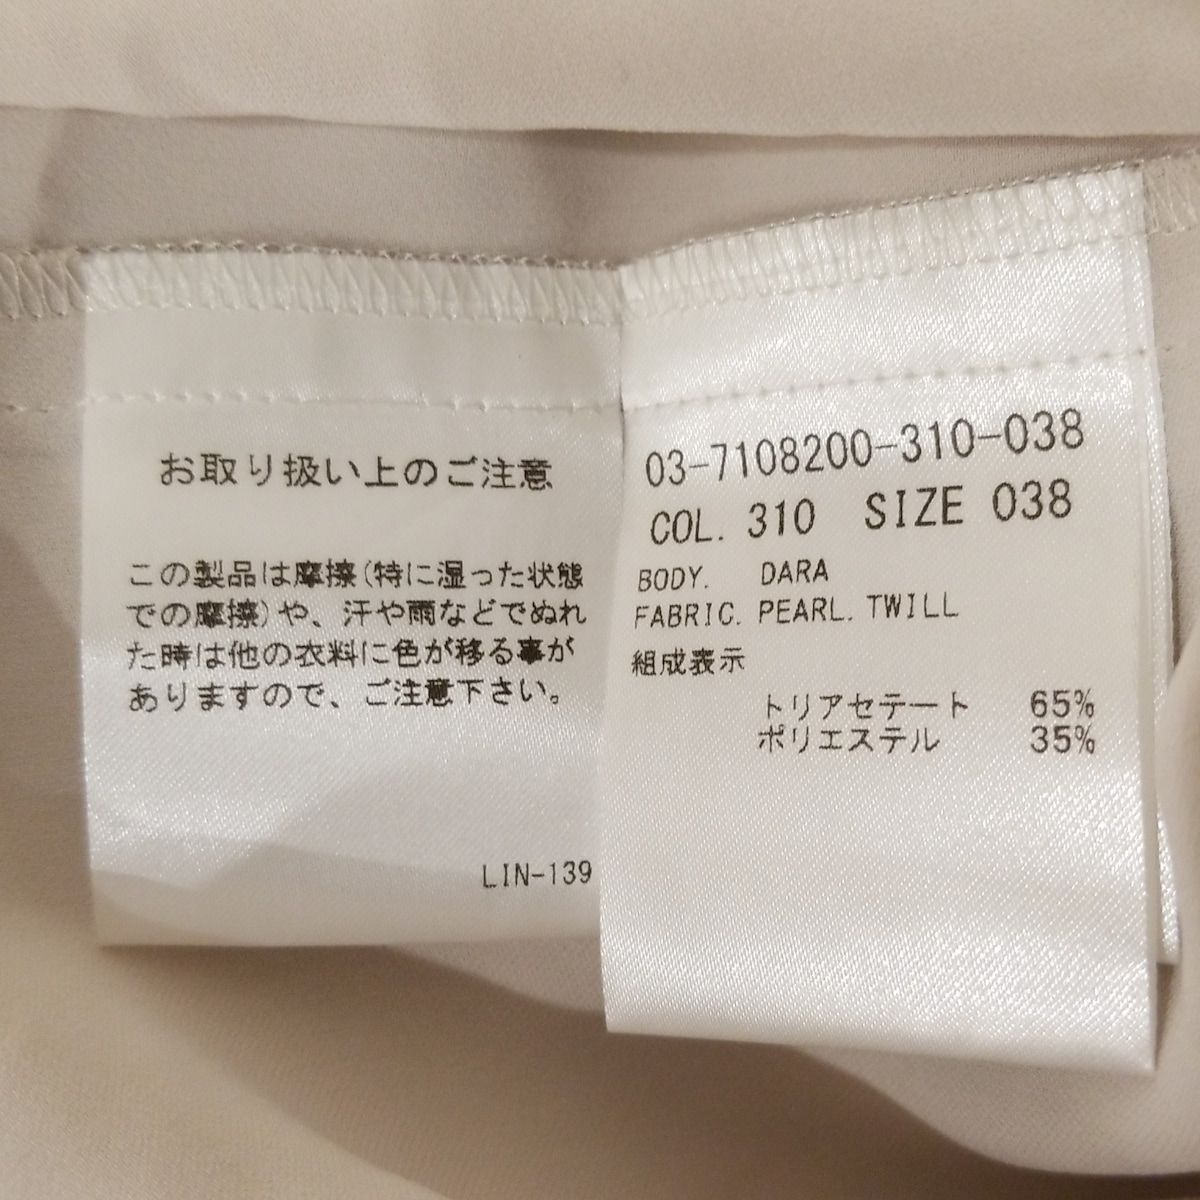 お取り扱い上のご注意
この製品は摩擦(特に湿った状態
での摩擦)や、汗や雨などでぬれ
た時は他の衣料に色が移る事が
ありますので、ご注意下さい。
LIN-139
03-7108200-310-038
COL. 310 SIZE 038
BODY. DARA
FABRIC. PEARL. TWILL
組成表示
トリアセテート 65%
ポリエステル 35%